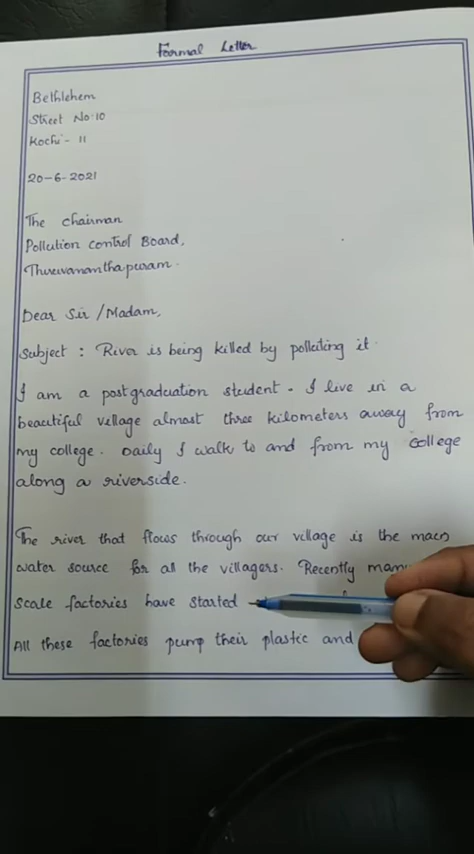 Formal Letter
Bethlehem
Street No: 10
Kochi - 11
20-6-2021
The Chairman
Pollution Control Board,
Thiruvananthapuram.
Dear Sir / Madam,
Subject : River is being killed by polluting it.
I am a postgraduation student. I live in a
beautiful village almost three kilometers away from
my college. Daily I walk to and from my college
along a riverside.
The river that flows through our village is the main
water source for all the villagers. Recently many
scale factories have started
All these factories pump their plastic and